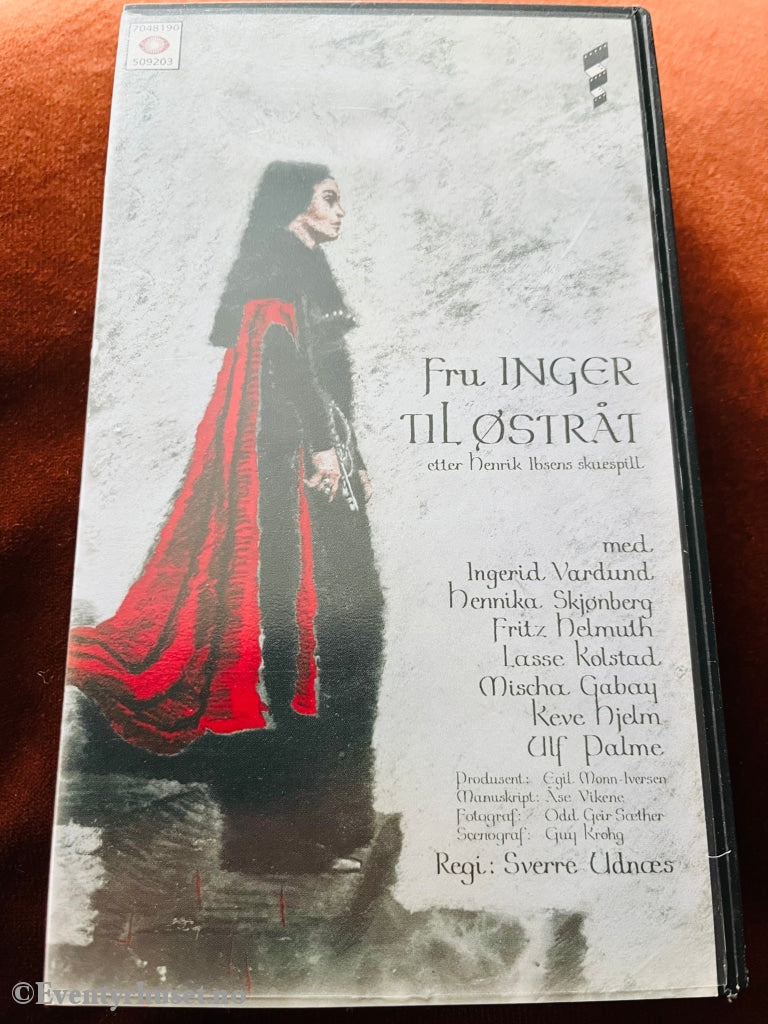 7048190
509203
Fru INGER
TIL ØSTRÅT
etter Henrik Ibsens skuespill
med
Ingerid Vardund
Hennika Skjønberg
Fritz Helmuth
Lasse Kolstad
Mischa Gabay
Keve Hjelm
Ulf Palme
Produsent: Egil Monn-Iversen
Manuskript: Åse Vikene
Fotograf: Odd Geir Sæther
Scenograf: Guy Krohg
Regi: Sverre Udnæs
©Eventyrhuset.no